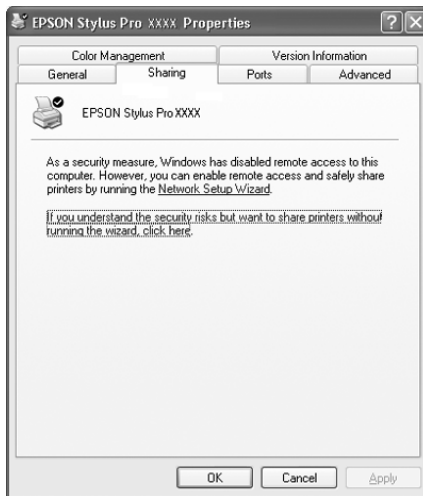 EPSON Stylus Pro XXXX Properties
Color Management
Version Information
General
Sharing
Ports
Advanced
EPSON Stylus Pro XXXX
As a security measure, Windows has disabled remote access to this
computer. However, you can enable remote access and safely share
printers by running the Network Setup Wizard.
If you understand the security risks but want to share printers without
running the wizard, click here.
OK
Cancel
Apply